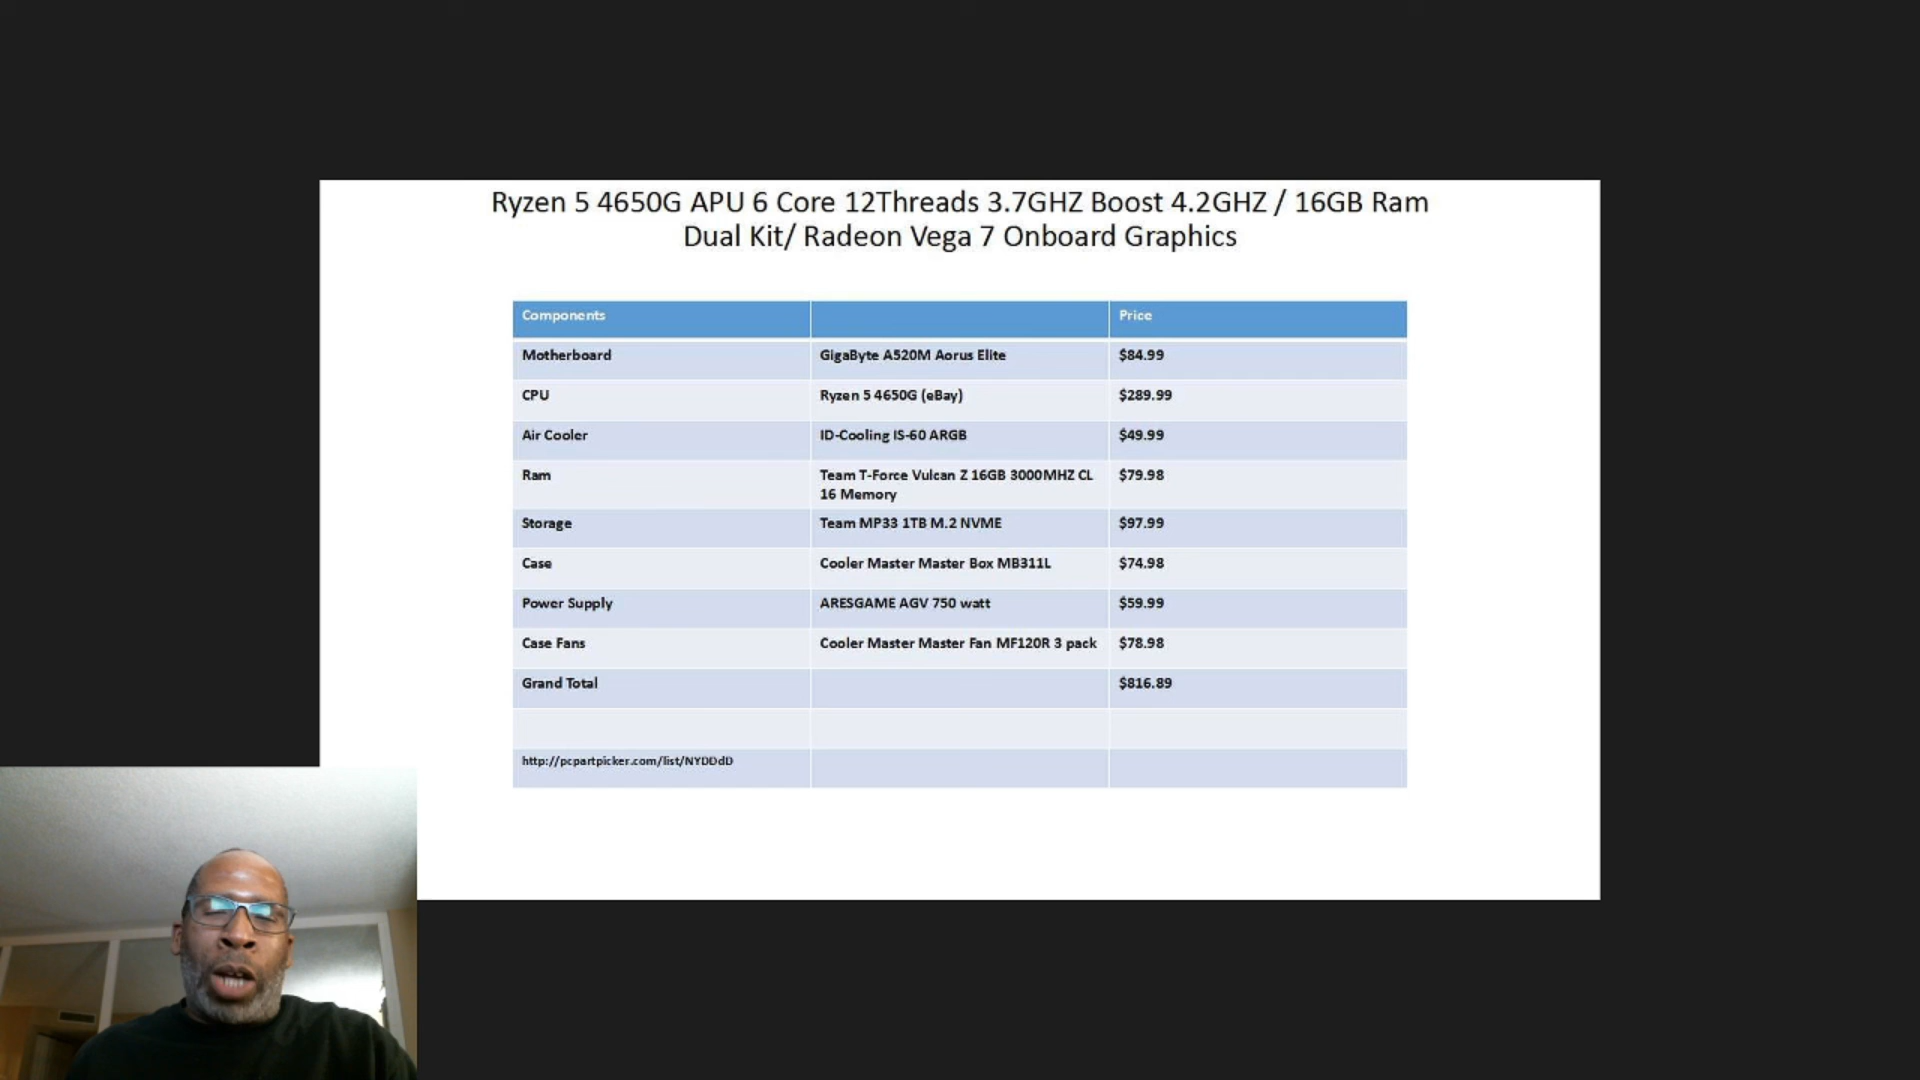 Ryzen 5 4650G APU 6 Core 12Threads 3.7GHZ Boost 4.2GHZ / 16GB Ram
Dual Kit/ Radeon Vega 7 Onboard Graphics
Components Price
Motherboard GigaByte A520M Aorus Elite $84.99
CPU Ryzen 5 4650G (eBay) $289.99
Air Cooler ID-Cooling IS-60 ARGB $49.99
Ram Team T-Force Vulcan Z 16GB 3000MHZ CL $79.98
16 Memory
Storage Team MP33 1TB M.2 NVME $97.99
Case Cooler Master Master Box MB311L $74.98
Power Supply ARESGAME AGV 750 watt $59.99
Case Fans Cooler Master Master Fan MF120R 3 pack $78.98
Grand Total $816.89
http://pcpartpicker.com/list/NYDDdD